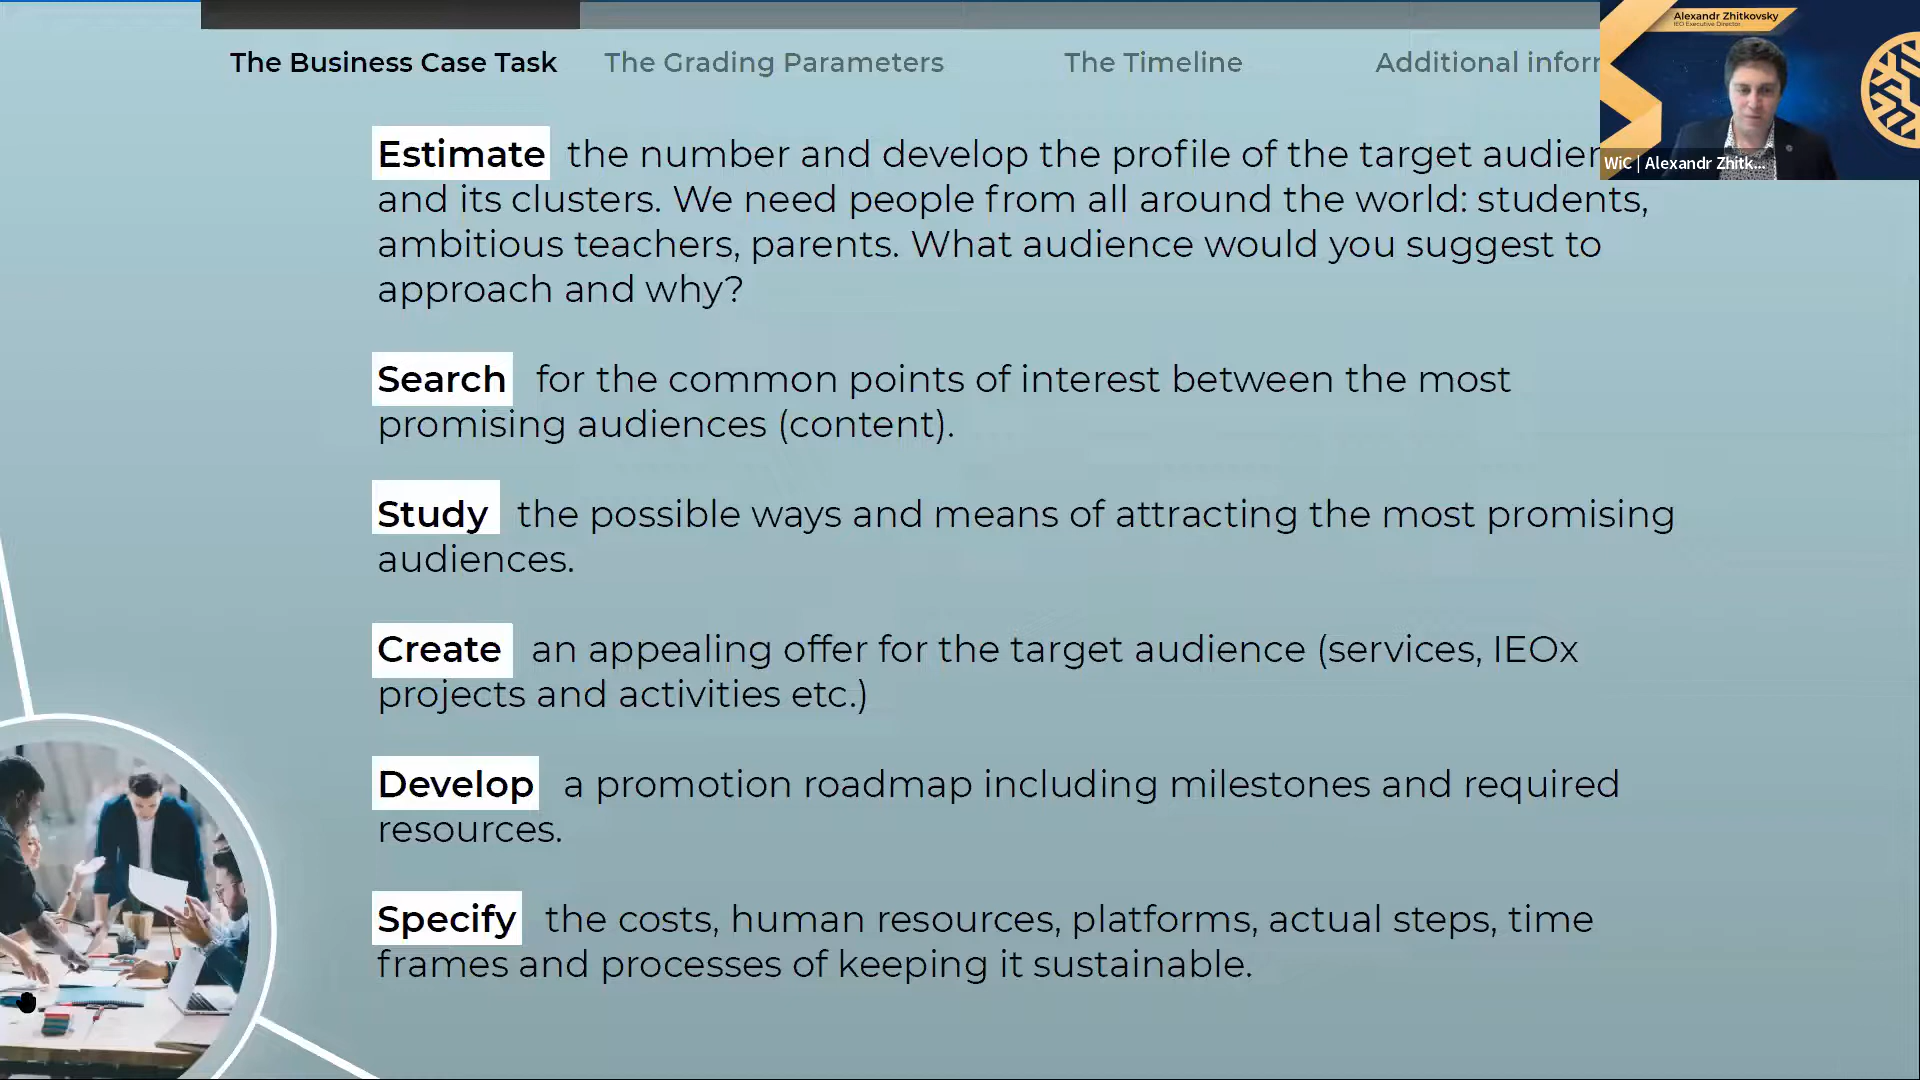 The Business Case Task
The Grading Parameters
The Timeline
Additional infor
Alexandr Zhitkovsky
IEO Executive Director
WiC | Alexandr Zhitk...
Estimate the number and develop the profile of the target audien
and its clusters. We need people from all around the world: students,
ambitious teachers, parents. What audience would you suggest to
approach and why?
Search for the common points of interest between the most
promising audiences (content).
Study the possible ways and means of attracting the most promising
audiences.
Create an appealing offer for the target audience (services, IEOx
projects and activities etc.)
Develop a promotion roadmap including milestones and required
resources.
Specify the costs, human resources, platforms, actual steps, time
frames and processes of keeping it sustainable.